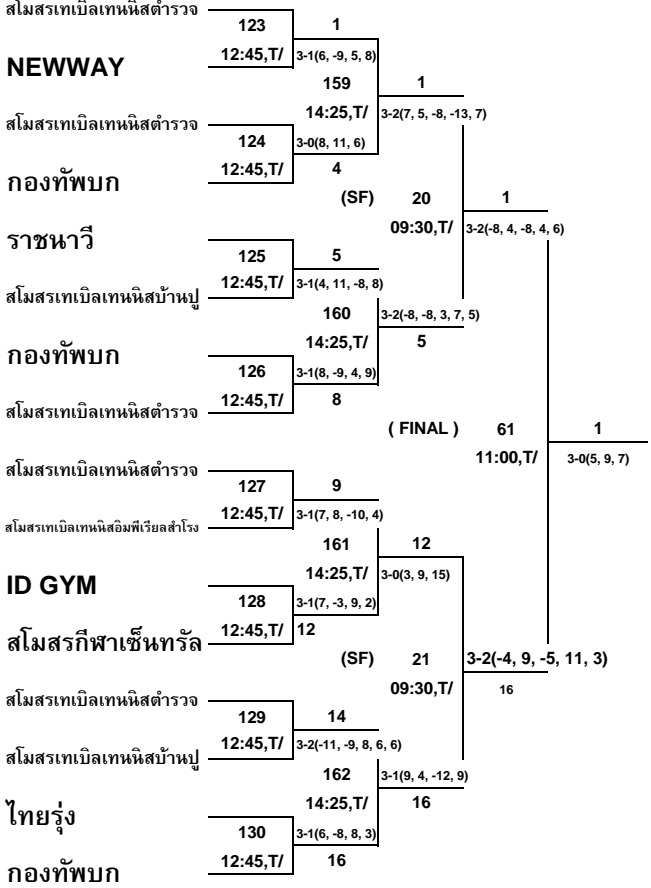 สโมสรเทเบิลเทนนิสตำรวจ
123 1
12:45,T/ 3-1(6, -9, 5, 8)
NEWWAY
159 1
14:25,T/ 3-2(7, 5, -8, -13, 7)
สโมสรเทเบิลเทนนิสตำรวจ
124 3-0(8, 11, 6)
12:45,T/ 4
กองทัพบก
(SF) 20 1
09:30,T/ 3-2(-8, 4, -8, 4, 6)
ราชนาวี
125 5
12:45,T/ 3-1(4, 11, -8, 8)
สโมสรเทเบิลเทนนิสบ้านปู
160 3-2(-8, -8, 3, 7, 5)
14:25,T/ 5
กองทัพบก
126 3-1(8, -9, 4, 9)
12:45,T/ 8
สโมสรเทเบิลเทนนิสตำรวจ
( FINAL ) 61 1
11:00,T/ 3-0(5, 9, 7)
สโมสรเทเบิลเทนนิสตำรวจ
127 9
12:45,T/ 3-1(7, 8, -10, 4)
สโมสรเทเบิลเทนนิสอิมพีเรียลสำโรง
161 12
14:25,T/ 3-0(3, 9, 15)
ID GYM
128 3-1(7, -3, 9, 2)
12:45,T/ 12
สโมสรกีฬาเซ็นทรัล
(SF) 21 3-2(-4, 9, -5, 11, 3)
09:30,T/ 16
สโมสรเทเบิลเทนนิสตำรวจ
129 14
12:45,T/ 3-2(-11, -9, 8, 6, 6)
สโมสรเทเบิลเทนนิสบ้านปู
162 3-1(9, 4, -12, 9)
14:25,T/ 16
ไทยรุ่ง
130 3-1(6, -8, 8, 3)
12:45,T/ 16
กองทัพบก